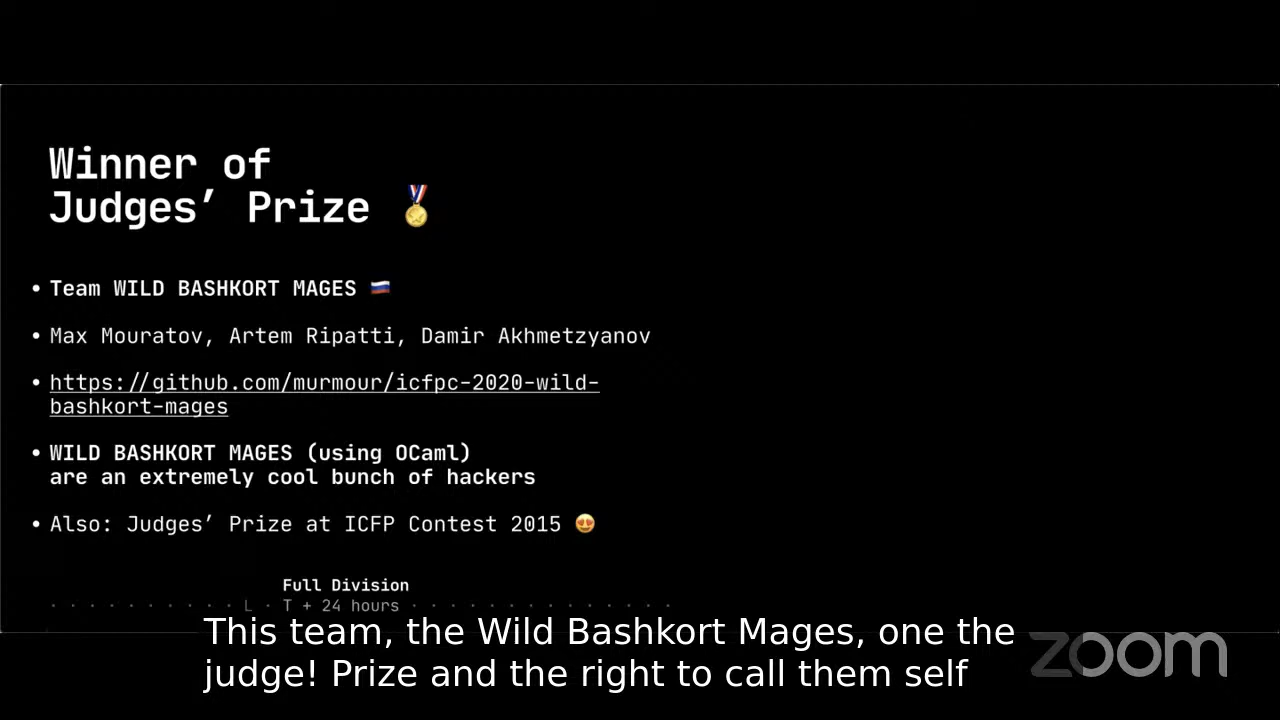 Winner of
Judges’ Prize 🏅
• Team WILD BASHKORT MAGES 🇷🇺
• Max Mouratov, Artem Ripatti, Damir Akhmetzyanov
• https://github.com/murmour/icfpc-2020-wild-
bashkort-mages
• WILD BASHKORT MAGES (using OCaml)
are an extremely cool bunch of hackers
• Also: Judges’ Prize at ICFP Contest 2015 😍
Full Division
· · · · · · · · · L · T + 24 hours · · · · · · · · · · · · ·
This team, the Wild Bashkort Mages, one the
judge! Prize and the right to call them self
zoom